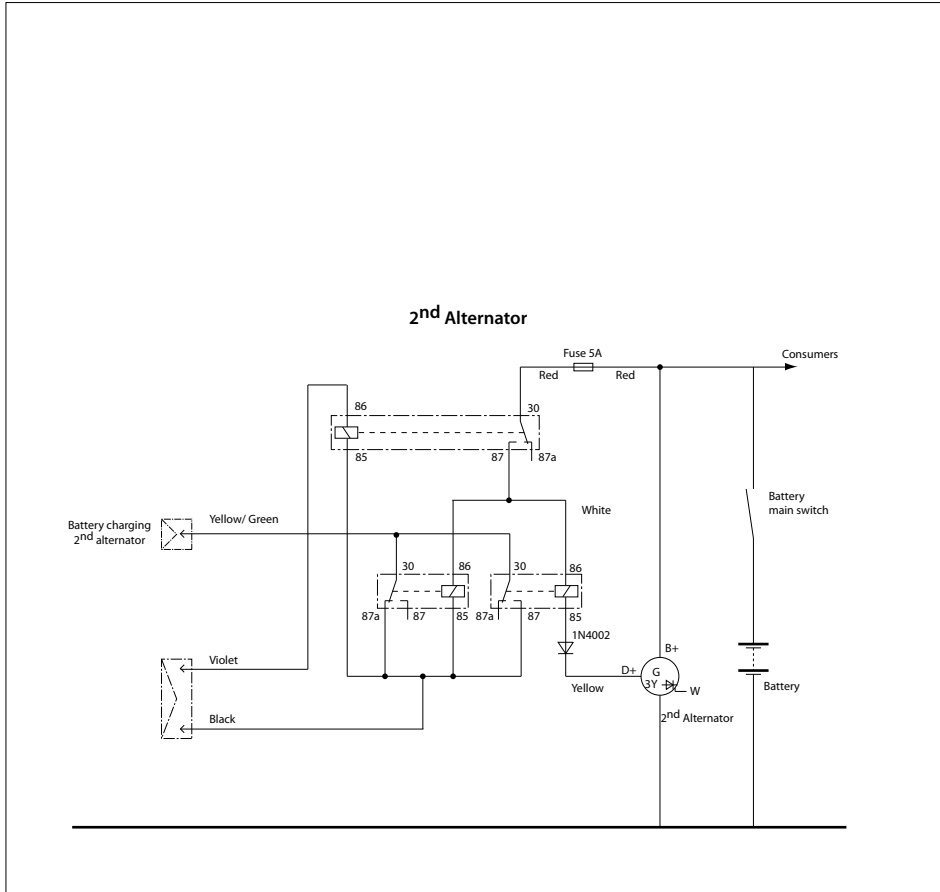 2nd Alternator
Fuse 5A
Consumers
Red
Red
86
30
85
87
87a
White
Battery
main switch
Battery charging
2nd alternator
Yellow/ Green
30
86
30
86
87a
87
85
87a
87
85
1N4002
B+
Violet
D+
G
3Y
W
Yellow
Battery
2nd Alternator
Black